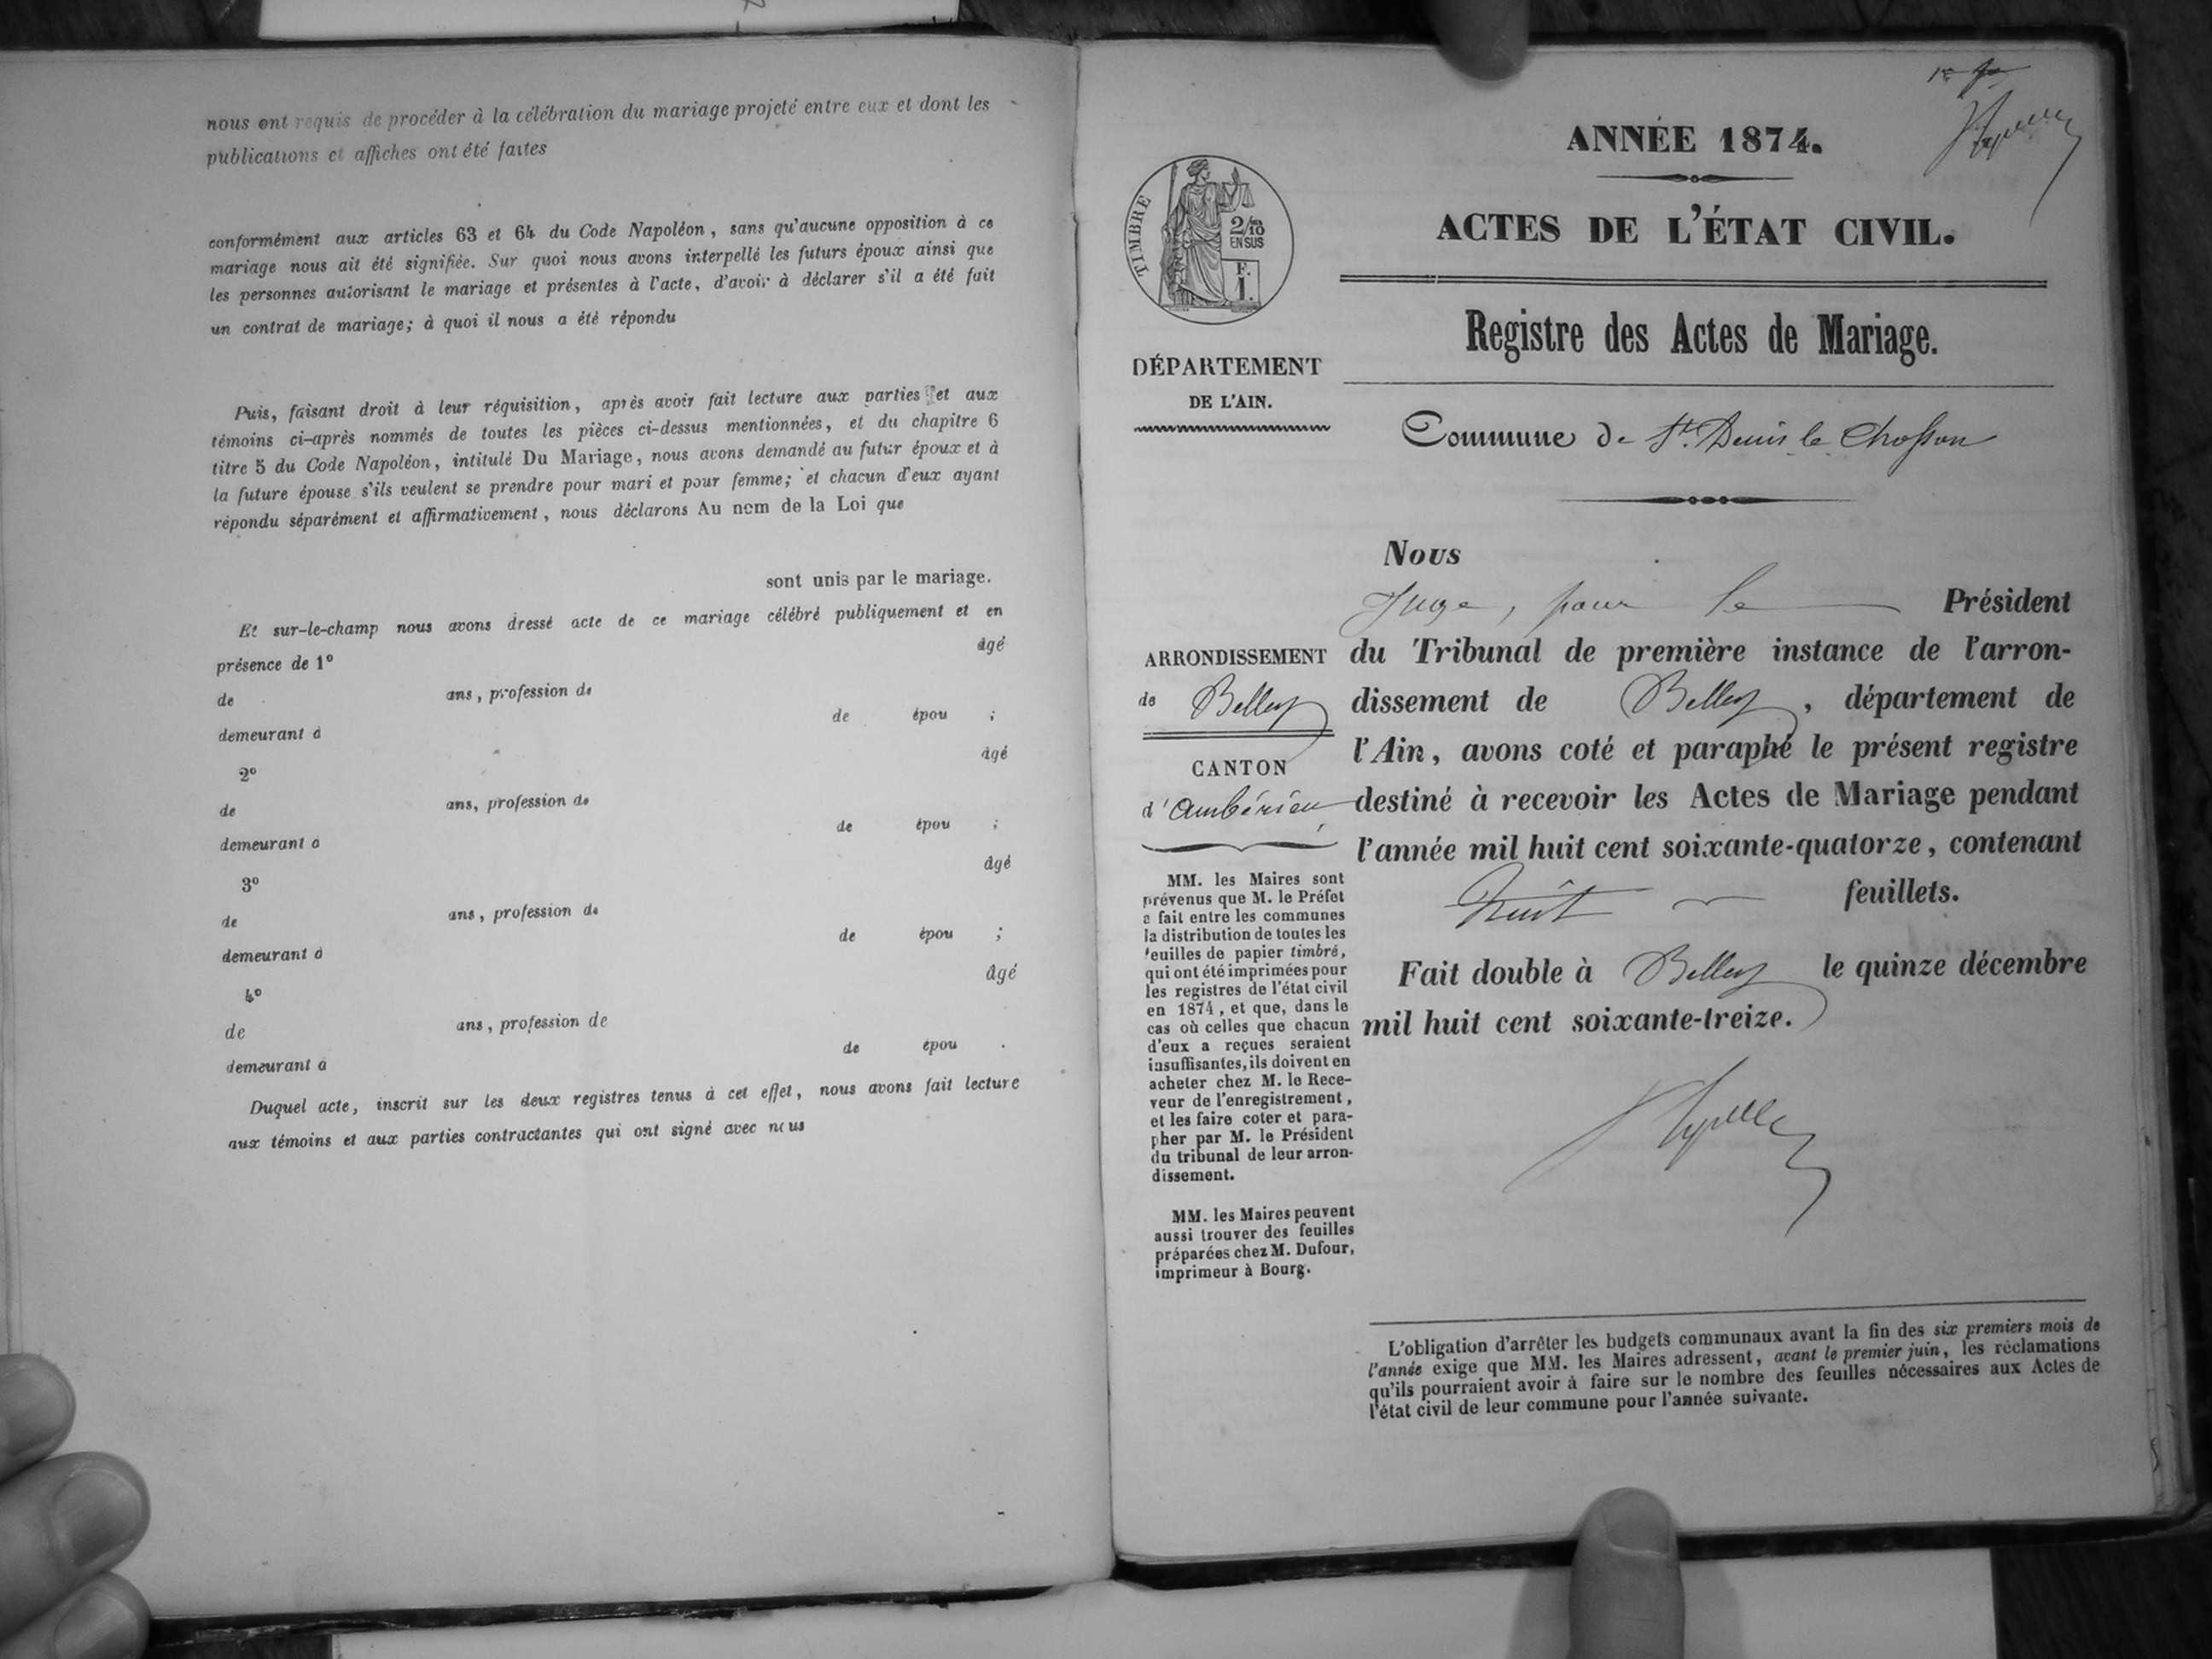 nous ont requis de procéder à la célébration du mariage projeté entre eux et dont les
publications et affiches ont été faites
conformément aux articles 63 et 64 du Code Napoléon, sans qu'aucune opposition à ce
mariage nous ait été signifiée. Sur quoi nous avons interpellé les futurs époux ainsi que
les personnes autorisant le mariage et présentes à l'acte, d'avoir à déclarer s'il a été fait
un contrat de mariage; à quoi il nous a été répondu
Puis, faisant droit à leur réquisition, après avoir fait lecture aux parties et aux
témoins ci-après nommés de toutes les pièces ci-dessus mentionnées, et du chapitre 6
titre 5 du Code Napoléon, intitulé Du Mariage, nous avons demandé au futur époux et à
la future épouse s'ils veulent se prendre pour mari et pour femme; et chacun d'eux ayant
répondu séparément et affirmativement, nous déclarons Au nom de la Loi que
sont unis par le mariage.
Et sur-le-champ nous avons dressé acte de ce mariage célébré publiquement et en
présence de 1º âgé
de ans, profession de
demeurant à de épou ;
2º âgé
de ans, profession de
demeurant à de épou ;
3º âgé
de ans, profession de
demeurant à de épou ;
4º âgé
de ans, profession de
demeurant à de épou .
Duquel acte, inscrit sur les deux registres tenus à cet effet, nous avons fait lecture
aux témoins et aux parties contractantes qui ont signé avec nous
ANNÉE 1874.
ACTES DE L'ÉTAT CIVIL.
Registre des Actes de Mariage.
TIMBRE
2/10
EN SUS
F.
1.
DÉPARTEMENT
DE L'AIN.
Commune de St. Denis le Chosson
ARRONDISSEMENT
de Belley
CANTON
d'Ambérieu
MM. les Maires sont
prévenus que M. le Préfet
a fait entre les communes
la distribution de toutes les
feuilles de papier timbré,
qui ont été imprimées pour
les registres de l'état civil
en 1874, et que, dans le
cas où celles que chacun
d'eux a reçues seraient
insuffisantes, ils doivent en
acheter chez M. le Rece-
veur de l'enregistrement,
et les faire coter et para-
pher par M. le Président
du tribunal de leur arron-
dissement.
MM. les Maires peuvent
aussi trouver des feuilles
préparées chez M. Dufour,
imprimeur à Bourg.
Nous
Juge, pour le Président
du Tribunal de première instance de l'arron-
dissement de Belley, département de
l'Ain, avons coté et paraphé le présent registre
destiné à recevoir les Actes de Mariage pendant
l'année mil huit cent soixante-quatorze, contenant
huit feuillets.
Fait double à Belley le quinze décembre
mil huit cent soixante-treize.
L'obligation d'arrêter les budgets communaux avant la fin des six premiers mois de
l'année exige que MM. les Maires adressent, avant le premier juin, les réclamations
qu'ils pourraient avoir à faire sur le nombre des feuilles nécessaires aux Actes de
l'état civil de leur commune pour l'année suivante.